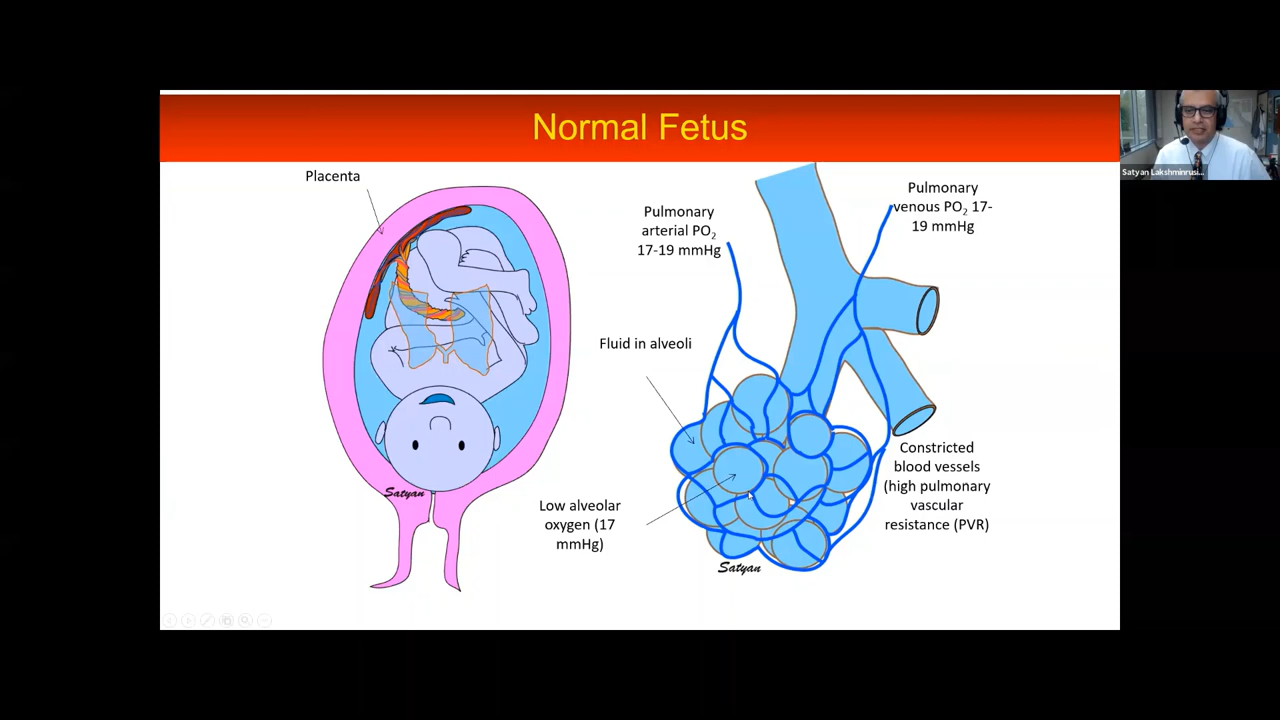 Normal Fetus
Placenta
Pulmonary
arterial PO2
17-19 mmHg
Pulmonary
venous PO2 17-
19 mmHg
Fluid in alveoli
Low alveolar
oxygen (17
mmHg)
Constricted
blood vessels
(high pulmonary
vascular
resistance (PVR)
Satyan
Satyan
Satyan Lakshminrusi...